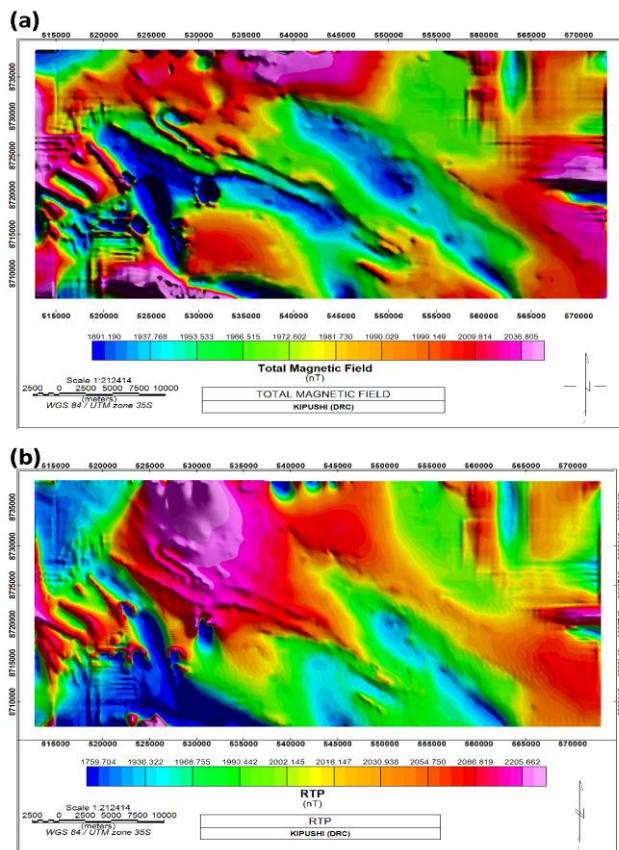 (a)
515000 520000 525000 530000 535000 540000 545000 550000 555000 560000 565000 570000
8735000
8730000
8725000
8720000
8715000
8710000
515000 520000 525000 530000 535000 540000 545000 550000 555000 560000 565000 570000
1891.190 1937.768 1953.533 1966.515 1972.602 1981.730 1990.029 1999.149 2009.814 2036.805
Total Magnetic Field
(nT)
Scale 1:212414
2500 0 2500 5000 7500 10000
(meters)
WGS 84 / UTM zone 35S
TOTAL MAGNETIC FIELD
KIPUSHI (DRC)
(b)
515000 520000 525000 530000 535000 540000 545000 550000 555000 560000 565000 570000
8735000
8730000
8725000
8720000
8715000
8710000
515000 520000 525000 530000 535000 540000 545000 550000 555000 560000 565000 570000
1759.704 1936.322 1968.755 1990.442 2002.145 2016.147 2030.938 2054.750 2086.819 2205.662
RTP
(nT)
Scale 1:212414
2500 0 2500 5000 7500 10000
(meters)
WGS 84 / UTM zone 35S
RTP
KIPUSHI (DRC)